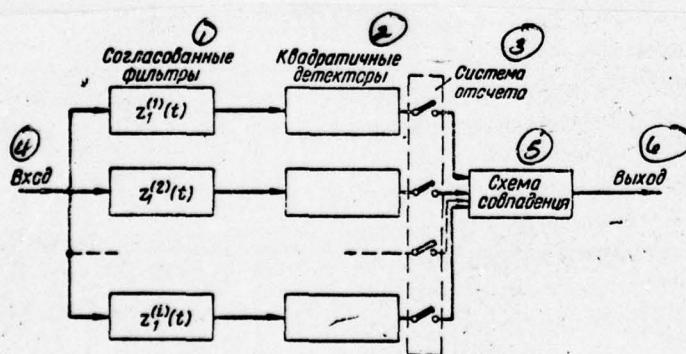 1
2
3
Согласованные
фильтры
Квадратичные
детекторы
Система
отсчета
z₁⁽¹⁾(t)
4
Вход
z₁⁽²⁾(t)
5
Схема
совпадения
6
Выход
z₁⁽ᴸ⁾(t)